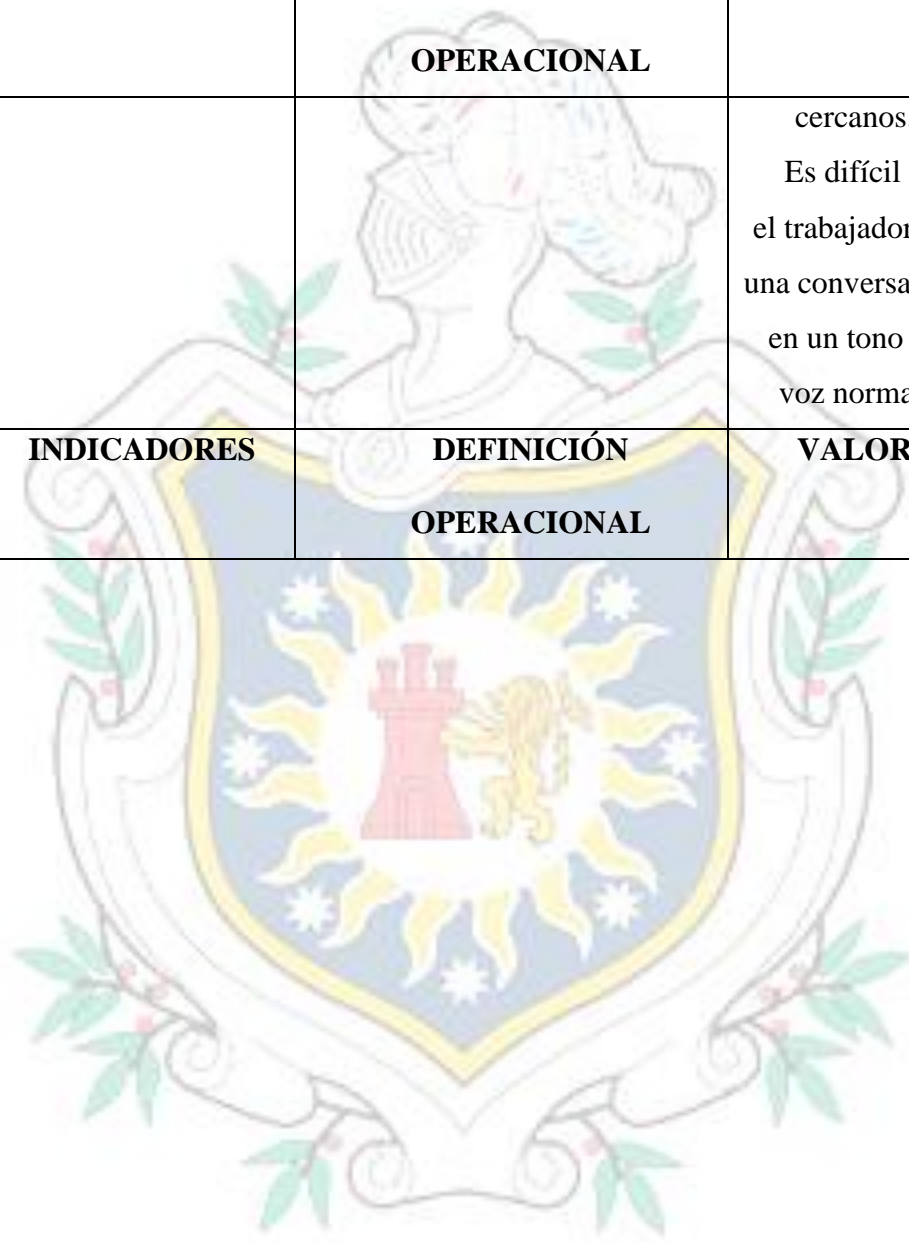 OPERACIONAL
cercanos.
Es difícil
el trabajador
una conversa
en un tono
voz norma
INDICADORES DEFINICIÓN VALOR
OPERACIONAL